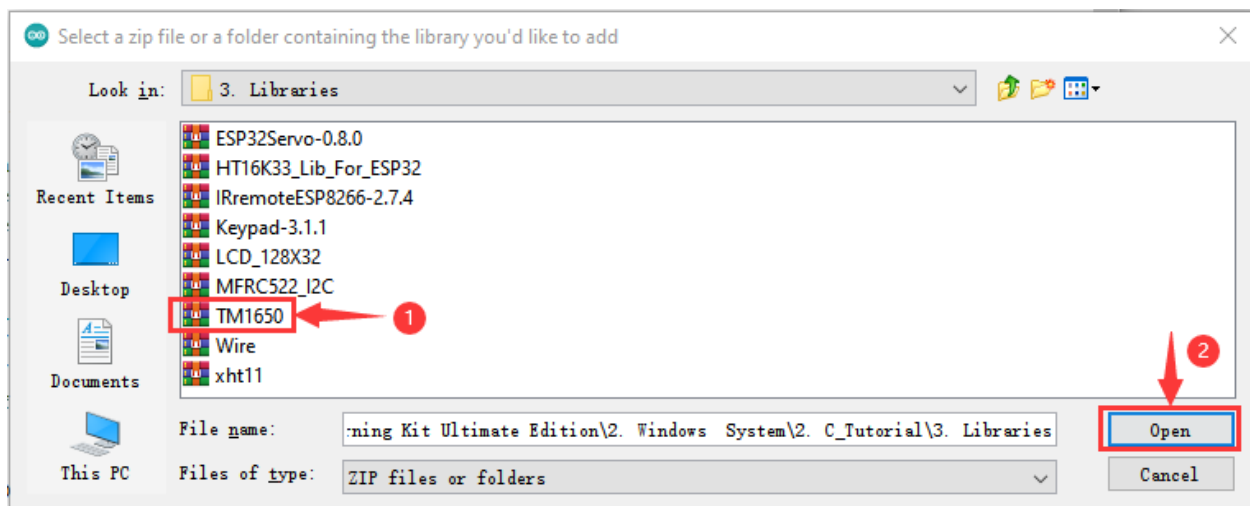 Select a zip file or a folder containing the library you'd like to add
Look in:
3. Libraries
Recent Items
Desktop
Documents
This PC
ESP32Servo-0.8.0
HT16K33_Lib_For_ESP32
IRremoteESP8266-2.7.4
Keypad-3.1.1
LCD_128X32
MFRC522_I2C
TM1650
1
Wire
xht11
2
File name:
:ning Kit Ultimate Edition\2. Windows  System\2. C_Tutorial\3. Libraries
Open
Files of type:
ZIP files or folders
Cancel